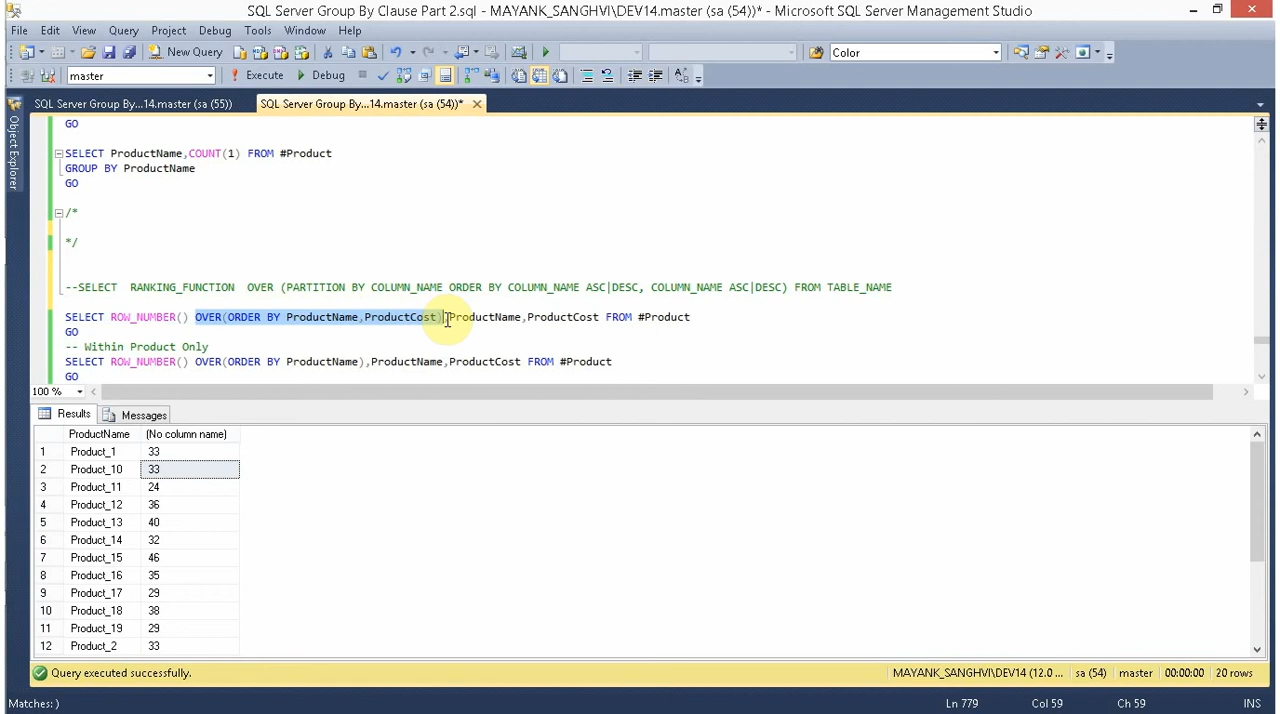 SQL Server Group By Clause Part 2.sql - MAYANK_SANGHVI\DEV14.master (sa (54))* - Microsoft SQL Server Management Studio
File Edit View Query Project Debug Tools Window Help
New Query Color
master Execute Debug
SQL Server Group By...14.master (sa (55)) SQL Server Group By...14.master (sa (54))*
Object Explorer
GO
SELECT ProductName,COUNT(1) FROM #Product
GROUP BY ProductName
GO
/*
*/
--SELECT RANKING_FUNCTION OVER (PARTITION BY COLUMN_NAME ORDER BY COLUMN_NAME ASC|DESC, COLUMN_NAME ASC|DESC) FROM TABLE_NAME
SELECT ROW_NUMBER() OVER(ORDER BY ProductName,ProductCost),ProductName,ProductCost FROM #Product
GO
-- Within Product Only
SELECT ROW_NUMBER() OVER(ORDER BY ProductName),ProductName,ProductCost FROM #Product
GO
100 %
Results Messages
ProductName (No column name)
1 Product_1 33
2 Product_10 33
3 Product_11 24
4 Product_12 36
5 Product_13 40
6 Product_14 32
7 Product_15 46
8 Product_16 35
9 Product_17 29
10 Product_18 38
11 Product_19 29
12 Product_2 33
Query executed successfully. MAYANK_SANGHVI\DEV14 (12.0 ... sa (54) master 00:00:00 20 rows
Matches: ) Ln 779 Col 59 Ch 59 INS